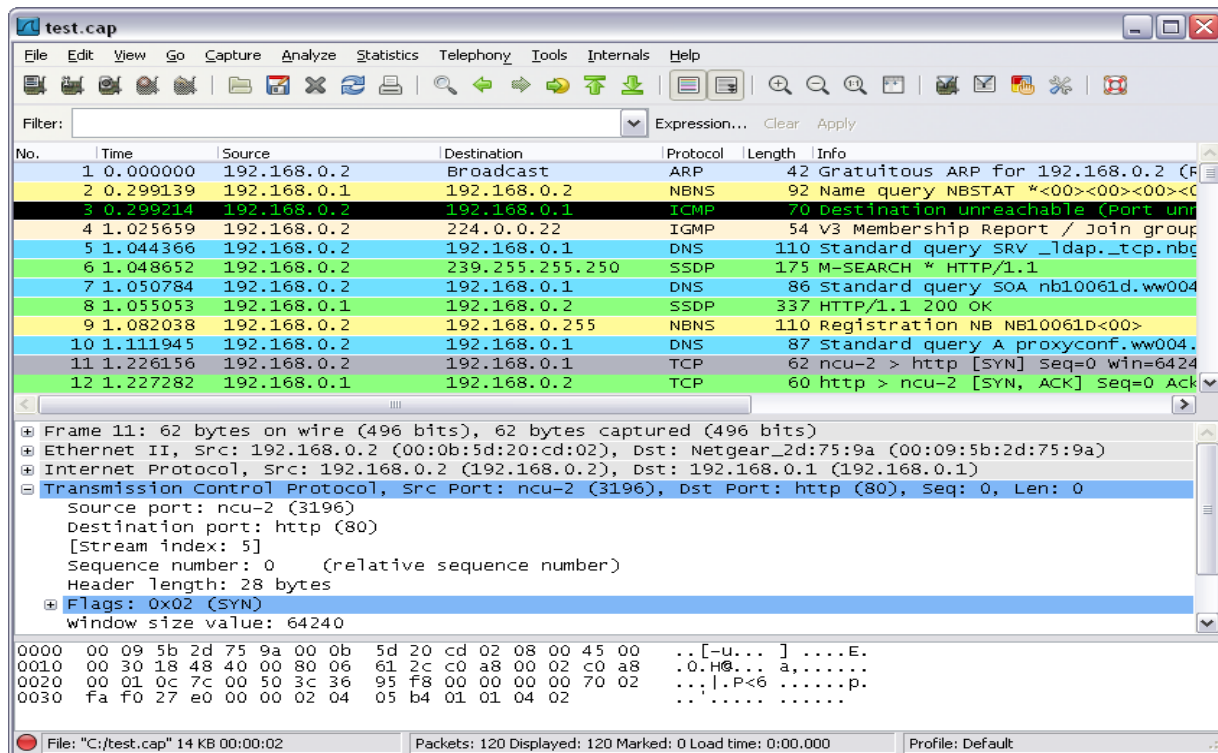 test.cap
File Edit View Go Capture Analyze Statistics Telephony Tools Internals Help
Filter: Expression... Clear Apply
No. Time Source Destination Protocol Length Info
1 0.000000 192.168.0.2 Broadcast ARP 42 Gratuitous ARP for 192.168.0.2 (R
2 0.299139 192.168.0.1 192.168.0.2 NBNS 92 Name query NBSTAT *<00><00><00><0
3 0.299214 192.168.0.2 192.168.0.1 ICMP 70 Destination unreachable (Port unr
4 1.025659 192.168.0.2 224.0.0.22 IGMP 54 V3 Membership Report / Join group
5 1.044366 192.168.0.2 192.168.0.1 DNS 110 Standard query SRV _ldap._tcp.nbg
6 1.048652 192.168.0.2 239.255.255.250 SSDP 175 M-SEARCH * HTTP/1.1
7 1.050784 192.168.0.2 192.168.0.1 DNS 86 Standard query SOA nb10061d.ww004
8 1.055053 192.168.0.1 192.168.0.2 SSDP 337 HTTP/1.1 200 OK
9 1.082038 192.168.0.2 192.168.0.255 NBNS 110 Registration NB NB10061D<00>
10 1.111945 192.168.0.2 192.168.0.1 DNS 87 Standard query A proxyconf.ww004.
11 1.226156 192.168.0.2 192.168.0.1 TCP 62 ncu-2 > http [SYN] Seq=0 Win=6424
12 1.227282 192.168.0.1 192.168.0.2 TCP 60 http > ncu-2 [SYN, ACK] Seq=0 Ack
Frame 11: 62 bytes on wire (496 bits), 62 bytes captured (496 bits)
Ethernet II, Src: 192.168.0.2 (00:0b:5d:20:cd:02), Dst: Netgear_2d:75:9a (00:09:5b:2d:75:9a)
Internet Protocol, Src: 192.168.0.2 (192.168.0.2), Dst: 192.168.0.1 (192.168.0.1)
Transmission Control Protocol, Src Port: ncu-2 (3196), Dst Port: http (80), Seq: 0, Len: 0
Source port: ncu-2 (3196)
Destination port: http (80)
[Stream index: 5]
Sequence number: 0 (relative sequence number)
Header length: 28 bytes
Flags: 0x02 (SYN)
Window size value: 64240
0000 00 09 5b 2d 75 9a 00 0b 5d 20 cd 02 08 00 45 00 ..[-u... ] ....E.
0010 00 30 18 48 40 00 80 06 61 2c c0 a8 00 02 c0 a8 .0.H@... a,......
0020 00 01 0c 7c 00 50 3c 36 95 f8 00 00 00 00 70 02 ...|.P<6 ......p.
0030 fa f0 27 e0 00 00 02 04 05 b4 01 01 04 02 ..'..... ......
File: "C:/test.cap" 14 KB 00:00:02 Packets: 120 Displayed: 120 Marked: 0 Load time: 0:00.000 Profile: Default